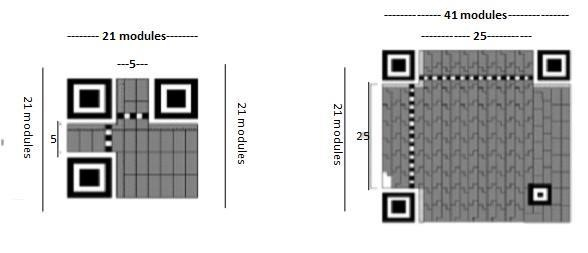 -------- 21 modules--------
---5---
21 modules
5
21 modules
------------- 41 modules--------------
------------ 25-----------
21 modules
25